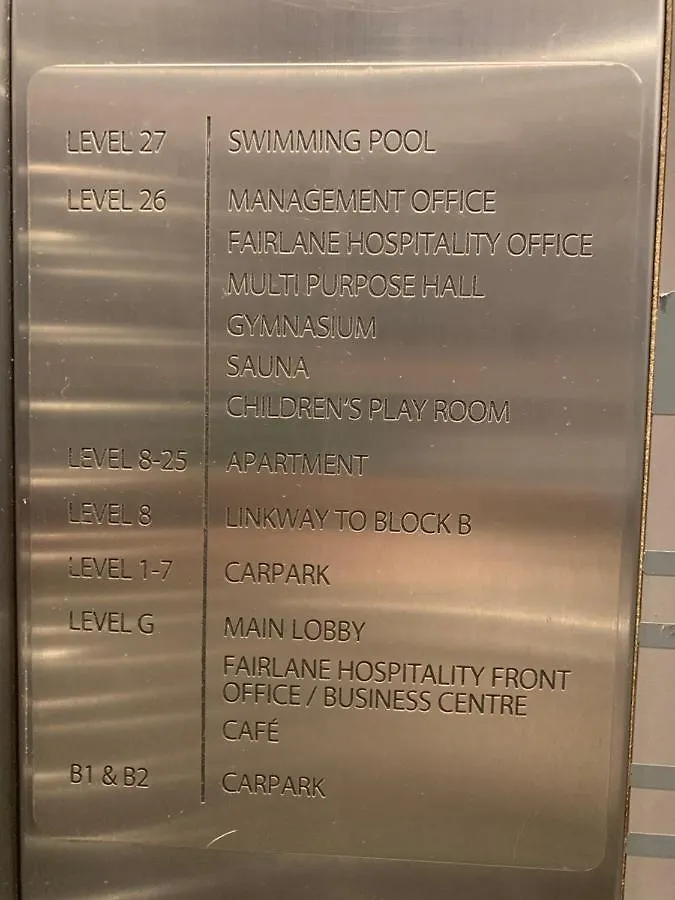 LEVEL 27 SWIMMING POOL
LEVEL 26 MANAGEMENT OFFICE
FAIRLANE HOSPITALITY OFFICE
MULTI PURPOSE HALL
GYMNASIUM
SAUNA
CHILDREN'S PLAY ROOM
LEVEL 8-25 APARTMENT
LEVEL 8 LINKWAY TO BLOCK B
LEVEL 1-7 CARPARK
LEVEL G MAIN LOBBY
FAIRLANE HOSPITALITY FRONT
OFFICE / BUSINESS CENTRE
CAFÉ
B1 & B2 CARPARK